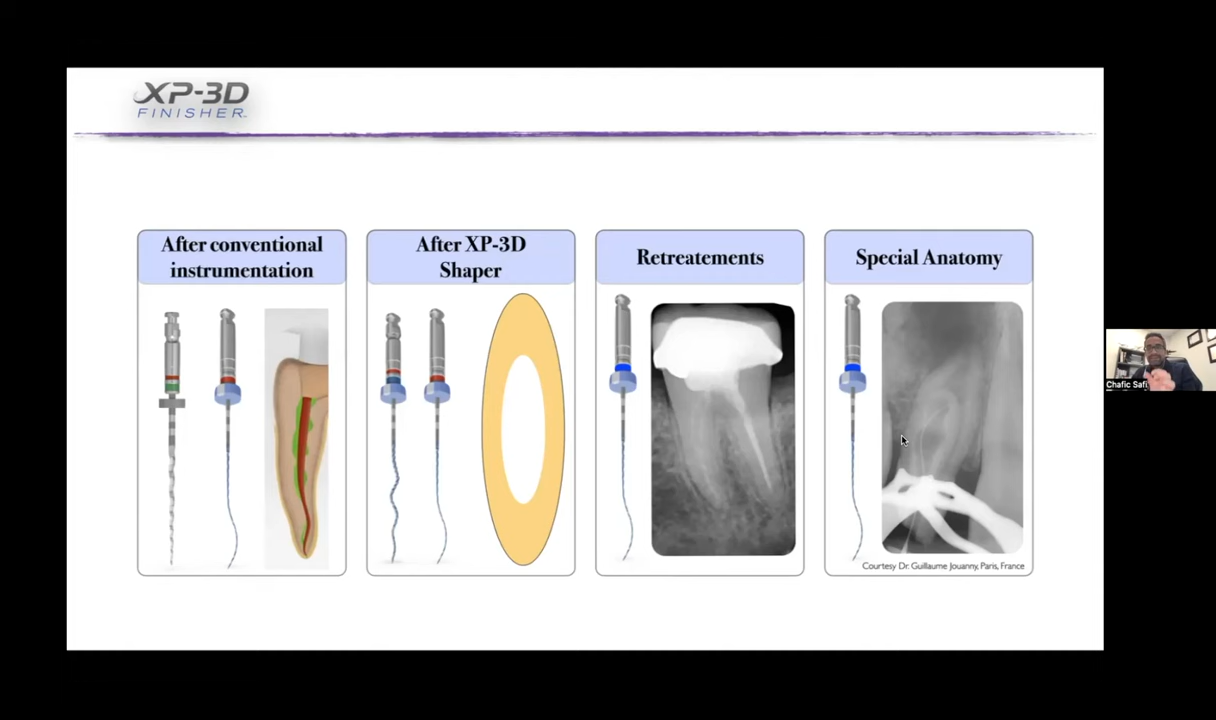 XP-3D
FINISHER™
After conventional
instrumentation
After XP-3D
Shaper
Retreatements
Special Anatomy
Courtesy Dr. Guillaume Jouanny, Paris, France
Chafic Safi